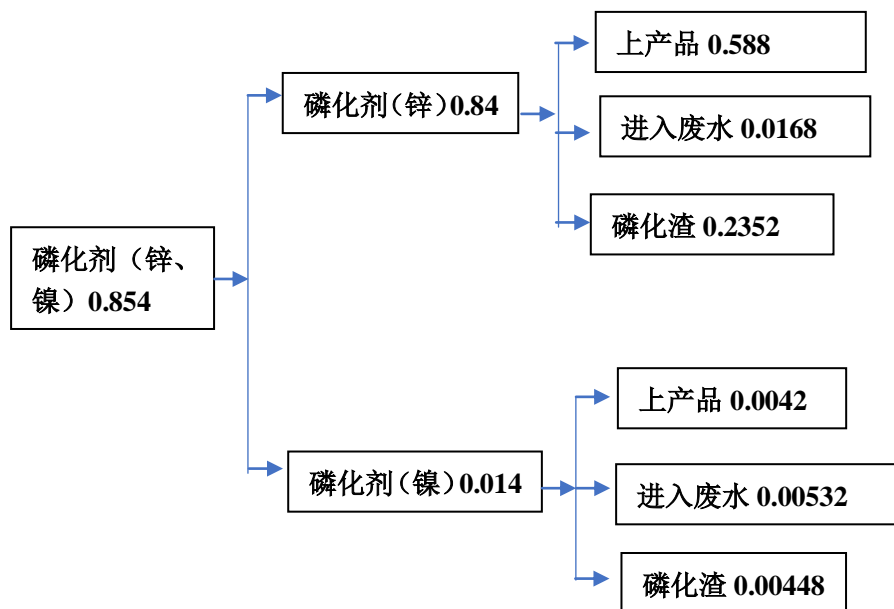 上产品 0.588
磷化剂（锌）0.84
进入废水 0.0168
磷化渣 0.2352
磷化剂（锌、
镍）0.854
上产品 0.0042
磷化剂（镍）0.014
进入废水 0.00532
磷化渣 0.00448